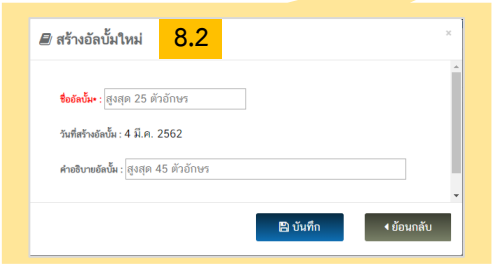 สร้างอัลบั้มใหม่ 8.2 ×
ชื่ออัลบั้ม* : สูงสุด 25 ตัวอักษร
วันที่สร้างอัลบั้ม : 4 มี.ค. 2562
คำอธิบายอัลบั้ม : สูงสุด 45 ตัวอักษร
บันทึก ย้อนกลับ